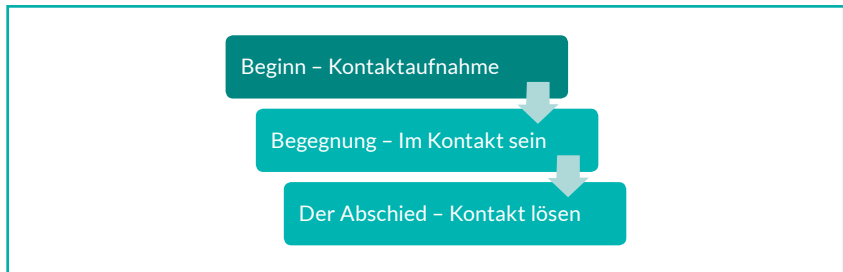 Beginn – Kontaktaufnahme
Begegnung – Im Kontakt sein
Der Abschied – Kontakt lösen